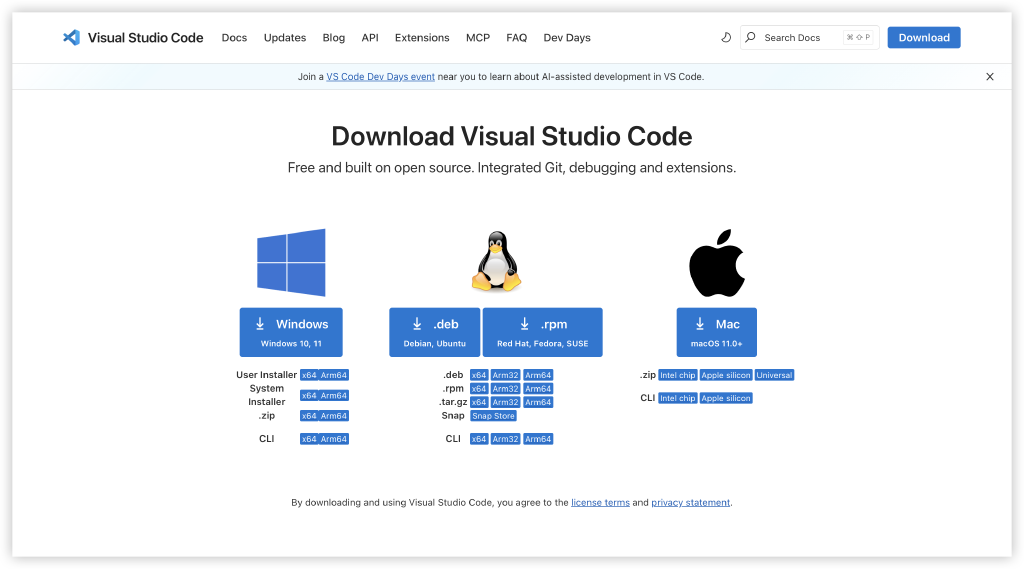 Visual Studio Code Docs Updates Blog API Extensions MCP FAQ Dev Days Search Docs ⌘ ⇧ P Download
Join a VS Code Dev Days event near you to learn about AI-assisted development in VS Code.
Download Visual Studio Code
Free and built on open source. Integrated Git, debugging and extensions.
Windows
Windows 10, 11
User Installer x64 Arm64
System
Installer x64 Arm64
.zip x64 Arm64
CLI x64 Arm64
.deb
Debian, Ubuntu
.rpm
Red Hat, Fedora, SUSE
.deb x64 Arm32 Arm64
.rpm x64 Arm32 Arm64
.tar.gz x64 Arm32 Arm64
Snap Snap Store
CLI x64 Arm32 Arm64
Mac
macOS 11.0+
.zip Intel chip Apple silicon Universal
CLI Intel chip Apple silicon
By downloading and using Visual Studio Code, you agree to the license terms and privacy statement.